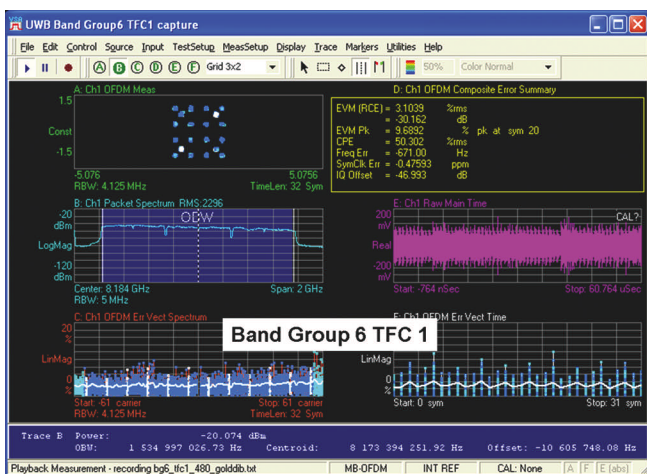 UWB Band Group6 TFC1 capture
File Edit Control Source Input TestSetup MeasSetup Display Trace Markers Utilities Help
A B C D E F Grid 3x2 50% Color Normal
A: Ch1 OFDM Meas
1.5
Const
-1.5
-5.076 5.0756
RBW: 4.125 MHz TimeLen: 32 Sym
D: Ch1 OFDM Composite Error Summary
EVM (RCE) = 3.1039 %rms
= -30.162 dB
EVM Pk = 9.6892 % pk at sym 20
CPE = 50.302 %rms
Freq Err = -671.00 Hz
SymClk Err = -0.47593 ppm
IQ Offset = -46.993 dB
B: Ch1 Packet Spectrum RMS:2296
-20
dBm
OBW
LogMag
-120
dBm
Center: 8.184 GHz Span: 2 GHz
RBW: 5 MHz
E: Ch1 Raw Main Time
200
mV
CAL?
Real
-200
mV
Start: -764 nSec Stop: 60.764 uSec
C: Ch1 OFDM Err Vect Spectrum
20
%
LinMag
0
%
Start: -61 carrier Stop: 61 carrier
RBW: 4.125 MHz TimeLen: 32 Sym
F: Ch1 OFDM Err Vect Time
LinMag
0
%
Start: 0 sym Stop: 31 sym
Band Group 6 TFC 1
Trace B Power: -20.074 dBm
OBW: 1 534 997 026.73 Hz Centroid: 8 173 394 251.92 Hz Offset: -10 605 748.08 Hz
Playback Measurement - recording bg6_tfc1_480_golddib.txt MB-OFDM INT REF CAL: None A F E [abs]